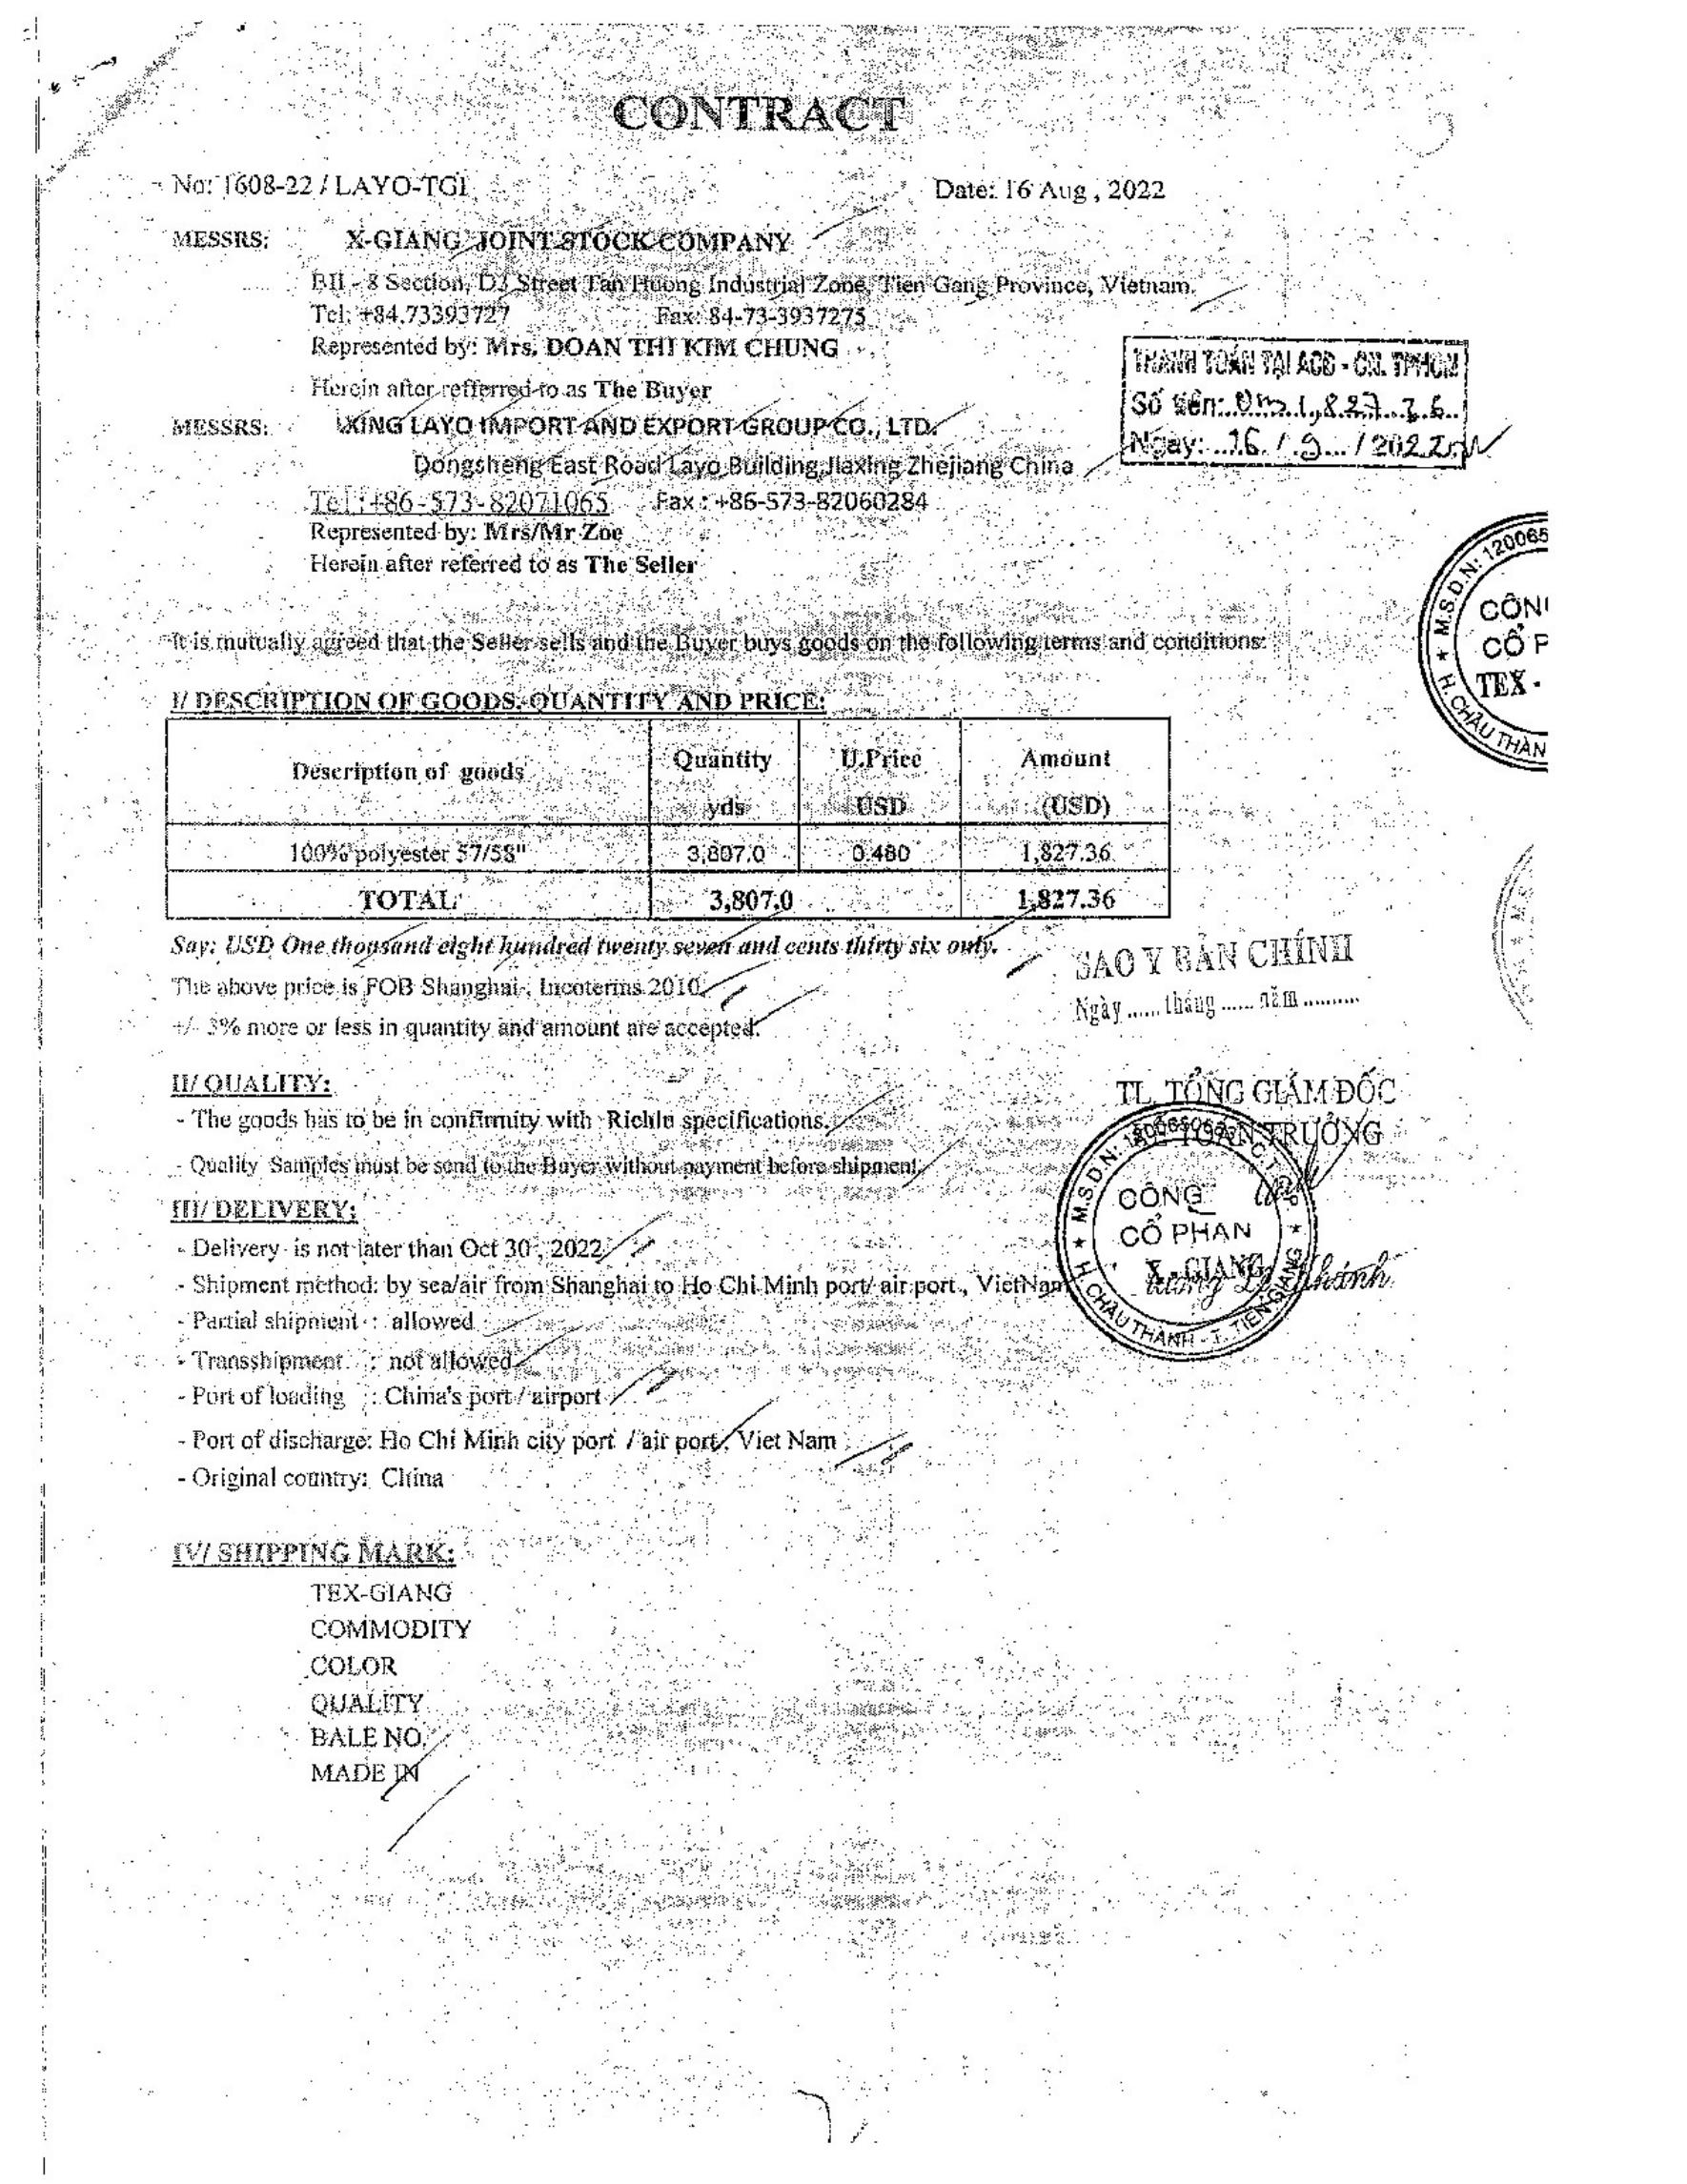 CONTRACT
No: 1608-22 / LAYO-TGI
Date: 16 Aug , 2022
MESSRS: X-GIANG JOINT STOCK COMPANY
BII - 8 Section, D3 Street Tan Huong Industrial Zone, Tien Gang Province, Vietnam.
Tel: +84.73393727 Fax: 84-73-3937275
Represented by: Mrs. DOAN THI KIM CHUNG
Herein after refferred to as The Buyer
THANH TOÁN TẠI ACB - CN. TPHCM
Số tiền: 1,827.36
Ngày: 16 / 9 / 2022
MESSRS: XING LAYO IMPORT AND EXPORT GROUP CO., LTD.
Dongsheng East Road Layo Building, Jiaxing Zhejiang China
Tel : +86-573-82071065 Fax : +86-573-82060284
Represented by: Mrs/Mr Zoe
Herein after referred to as The Seller
M.S.D.N: 120065
CÔN
CỔ P
TEX -
H. CHÂU THÀN
It is mutually agreed that the Seller sells and the Buyer buys goods on the following terms and conditions:
I/ DESCRIPTION OF GOODS, QUANTITY AND PRICE:
Description of goods Quantity U.Price Amount
yds USD (USD)
100% polyester 57/58" 3,807.0 0.480 1,827.36
TOTAL 3,807.0 1,827.36
Say: USD One thousand eight hundred twenty seven and cents thirty six only.
The above price is FOB Shanghai , Incoterms 2010.
+/- 3% more or less in quantity and amount are accepted.
SAO Y BẢN CHÍNH
Ngày ...... tháng ...... năm .........
II/ QUALITY:
- The goods has to be in confirmity with Richlu specifications.
- Quality Samples must be send to the Buyer without payment before shipment.
TL. TỔNG GIÁM ĐỐC
KẾ TOÁN TRƯỞNG
M.S.D.N:
CÔNG
CỔ PHAN
X - GIANG
H. CHÂU THÀNH - T. TIỀN GIANG
III/ DELIVERY:
- Delivery is not later than Oct 30 , 2022
- Shipment method: by sea/air from Shanghai to Ho Chi Minh port/ air port , VietNam
- Partial shipment : allowed
- Transshipment : not allowed
- Port of loading : China's port / airport
- Port of discharge: Ho Chi Minh city port / air port , Viet Nam
- Original country: China
IV/ SHIPPING MARK:
TEX-GIANG
COMMODITY
COLOR
QUALITY
BALE NO.
MADE IN